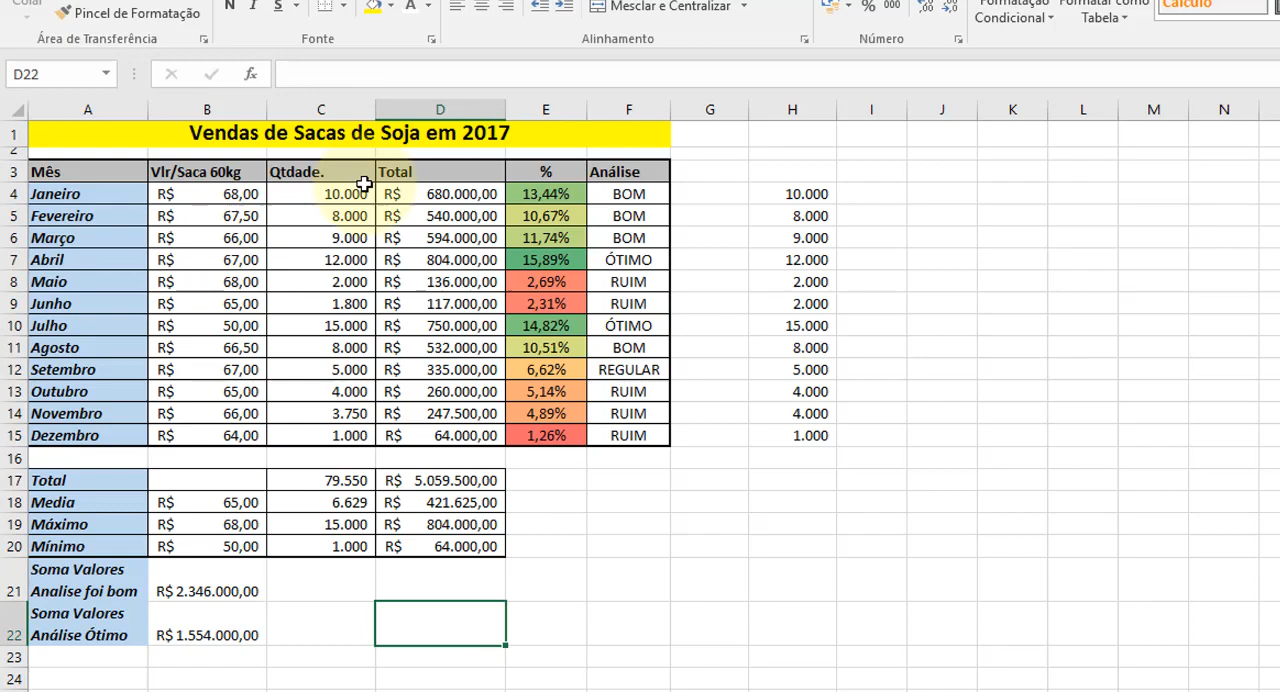 Colar
Pincel de Formatação
N I S A Mesclar e Centralizar % 000 Formatação Formatar como Cálculo
Condicional Tabela
Área de Transferência Fonte Alinhamento Número
D22 fx
A B C D E F G H I J K L M N
1 Vendas de Sacas de Soja em 2017
2
3 Mês Vlr/Saca 60kg Qtdade. Total % Análise
4 Janeiro R$ 68,00 10.000 R$ 680.000,00 13,44% BOM 10.000
5 Fevereiro R$ 67,50 8.000 R$ 540.000,00 10,67% BOM 8.000
6 Março R$ 66,00 9.000 R$ 594.000,00 11,74% BOM 9.000
7 Abril R$ 67,00 12.000 R$ 804.000,00 15,89% ÓTIMO 12.000
8 Maio R$ 68,00 2.000 R$ 136.000,00 2,69% RUIM 2.000
9 Junho R$ 65,00 1.800 R$ 117.000,00 2,31% RUIM 2.000
10 Julho R$ 50,00 15.000 R$ 750.000,00 14,82% ÓTIMO 15.000
11 Agosto R$ 66,50 8.000 R$ 532.000,00 10,51% BOM 8.000
12 Setembro R$ 67,00 5.000 R$ 335.000,00 6,62% REGULAR 5.000
13 Outubro R$ 65,00 4.000 R$ 260.000,00 5,14% RUIM 4.000
14 Novembro R$ 66,00 3.750 R$ 247.500,00 4,89% RUIM 4.000
15 Dezembro R$ 64,00 1.000 R$ 64.000,00 1,26% RUIM 1.000
16
17 Total 79.550 R$ 5.059.500,00
18 Media R$ 65,00 6.629 R$ 421.625,00
19 Máximo R$ 68,00 15.000 R$ 804.000,00
20 Mínimo R$ 50,00 1.000 R$ 64.000,00
Soma Valores
21 Analise foi bom R$ 2.346.000,00
Soma Valores
22 Análise Ótimo R$ 1.554.000,00
23
24